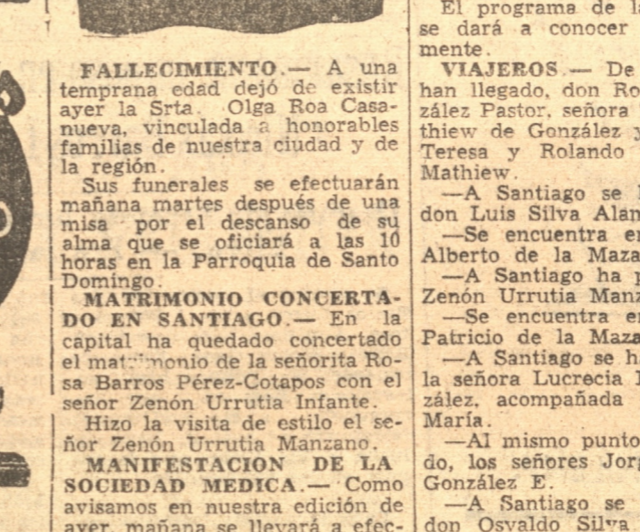 FALLECIMIENTO.— A una
temprana edad dejó de existir
ayer la Srta. Olga Roa Casa-
nueva, vinculada a honorables
familias de nuestra ciudad y de
la región.
Sus funerales se efectuarán
mañana martes después de una
misa por el descanso de su
alma que se oficiará a las 10
horas en la Parroquia de Santo
Domingo.
MATRIMONIO CONCERTA-
DO EN SANTIAGO.— En la
capital ha quedado concertado
el matrimonio de la señorita Ro-
sa Barros Pérez-Cotapos con el
señor Zenón Urrutia Infante.
Hizo la visita de estilo el se-
ñor Zenón Urrutia Manzano.
MANIFESTACION DE LA
SOCIEDAD MEDICA.— Como
avisamos en nuestra edición de
ayer, mañana se llevará a efec-
El programa de
se dará a conocer
mente.
VIAJEROS.— De
han llegado, don Ro
zález Pastor, señora
thiew de González y
Teresa y Rolando
Mathiew.
—A Santiago se
don Luis Silva Alan
—Se encuentra en
Alberto de la Maza
—A Santiago ha
Zenón Urrutia Manz
—Se encuentra en
Patricio de la Maza
—A Santiago se ha
la señora Lucrecia
zález, acompañada
María.
—Al mismo punto
do, los señores Jorg
González E.
—A Santiago se
don Osvaldo Silva